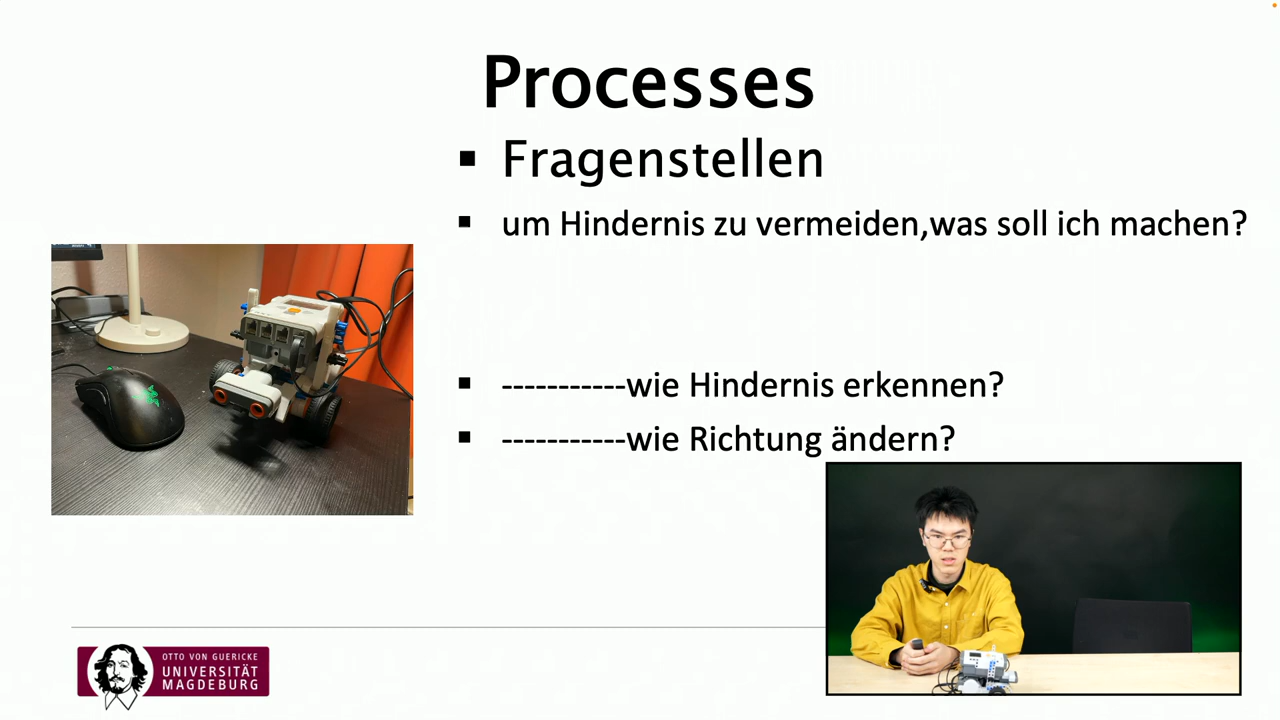 Processes
▪ Fragenstellen
▪ um Hindernis zu vermeiden,was soll ich machen?
▪ -----------wie Hindernis erkennen?
▪ -----------wie Richtung ändern?
OTTO VON GUERICKE
UNIVERSITÄT
MAGDEBURG